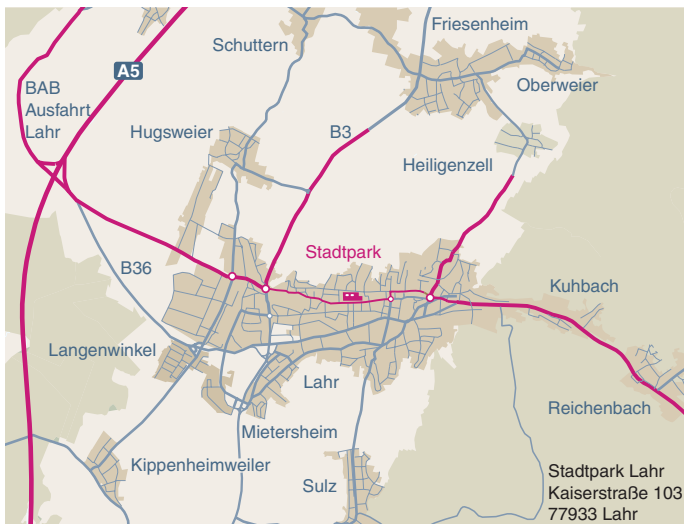 Schuttern
Friesenheim
A5
BAB
Ausfahrt
Lahr
Oberweier
Hugsweier
B3
Heiligenzell
Stadtpark
B36
Kuhbach
Langenwinkel
Lahr
Reichenbach
Mietersheim
Kippenheimweiler
Sulz
Stadtpark Lahr
Kaiserstraße 103
77933 Lahr